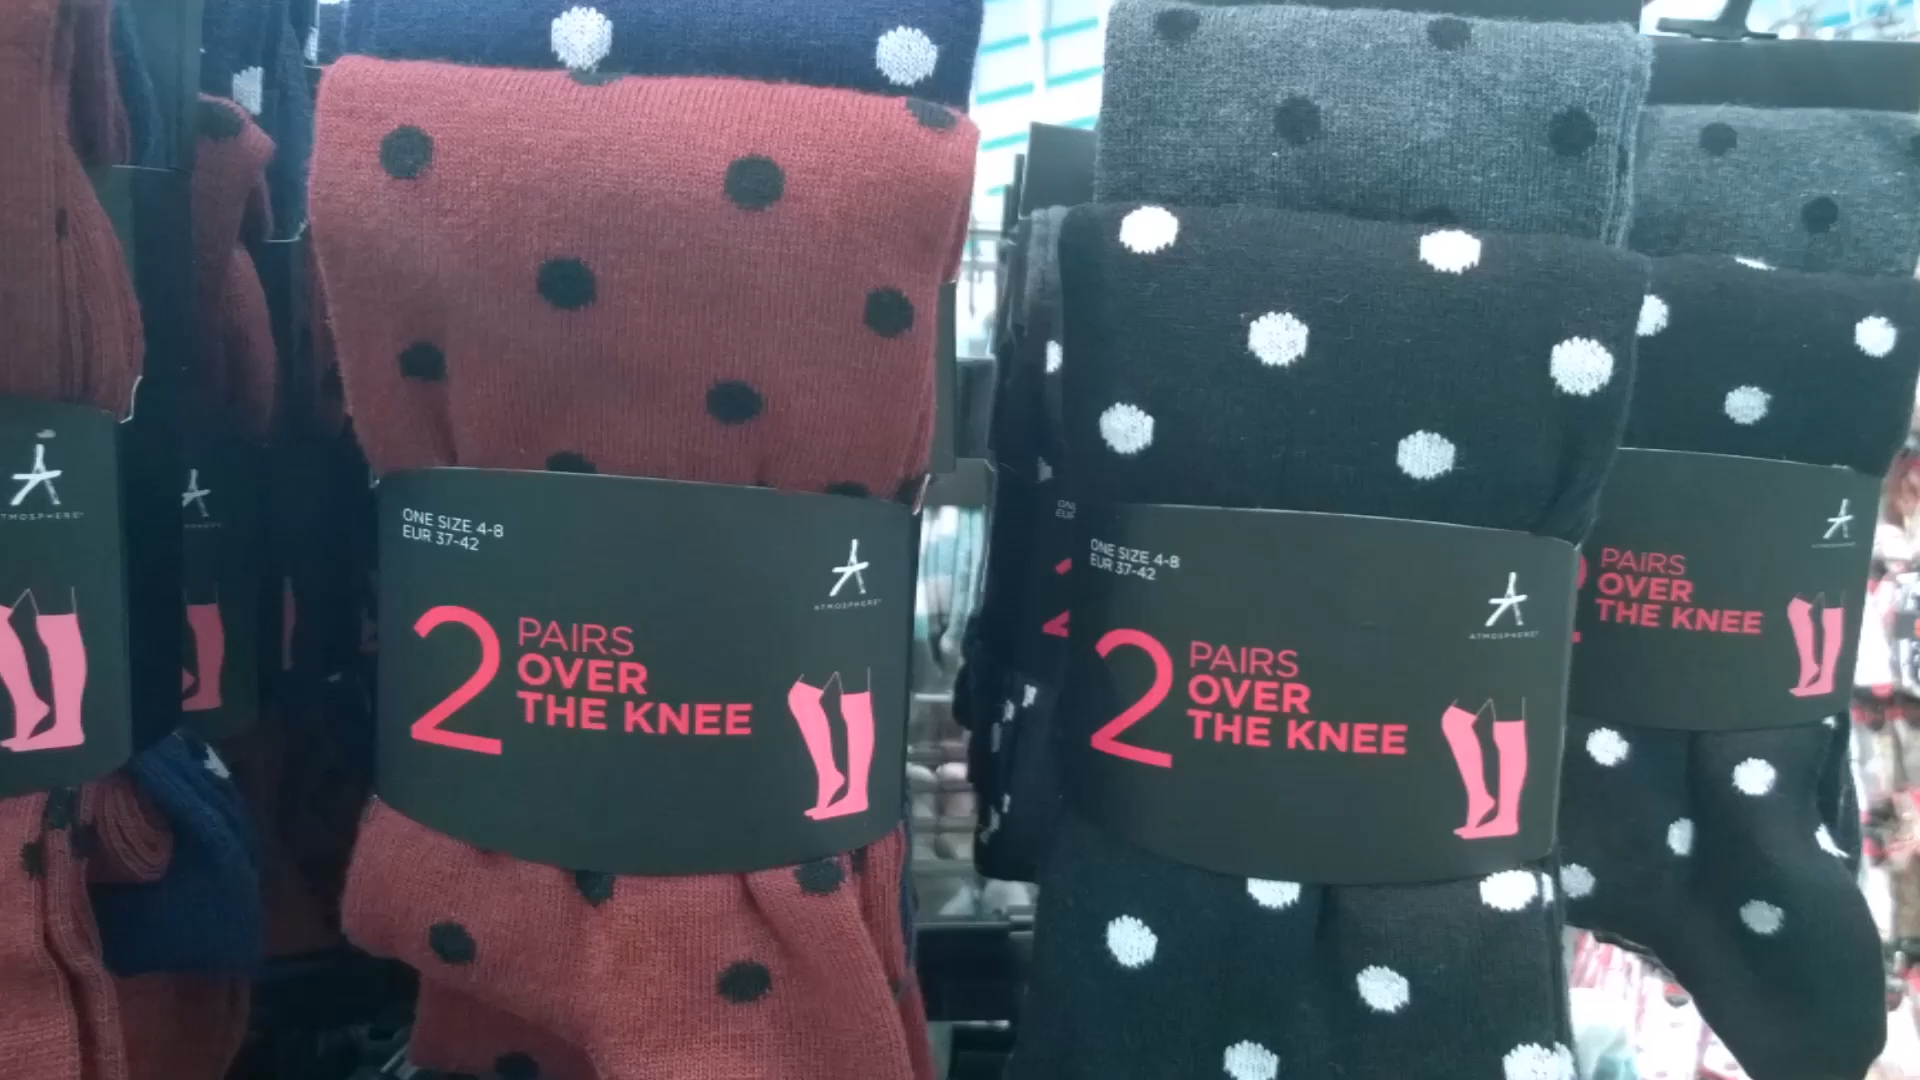 ATMOSPHERE
ONE SIZE 4-8
EUR 37-42
ATMOSPHERE
2 PAIRS
OVER
THE KNEE
ONE SIZE 4-8
EUR 37-42
ATMOSPHERE
2 PAIRS
OVER
THE KNEE
PAIRS
OVER
THE KNEE